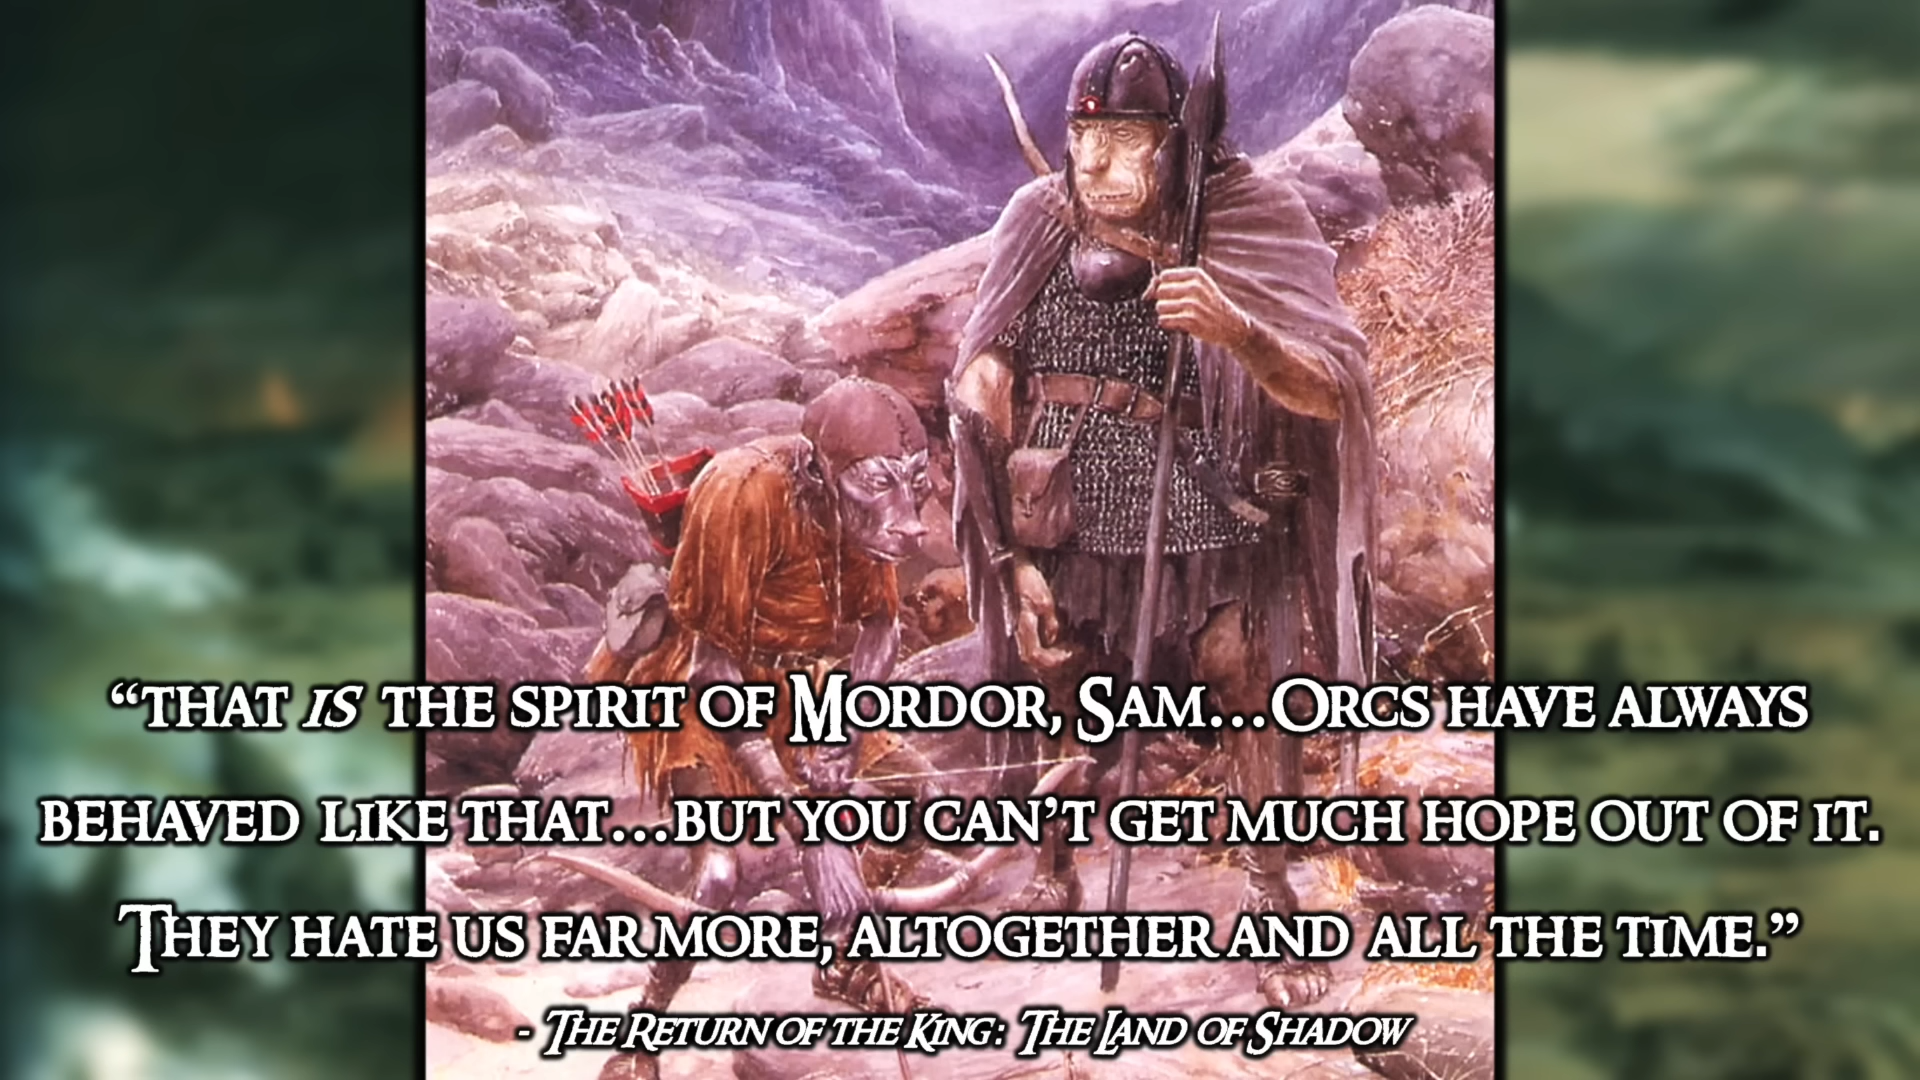 “that is the spirit of Mordor, Sam...Orcs have always
behaved like that...but you can’t get much hope out of it.
They hate us far more, altogether and all the time.”
- The Return of the King: The Land of Shadow